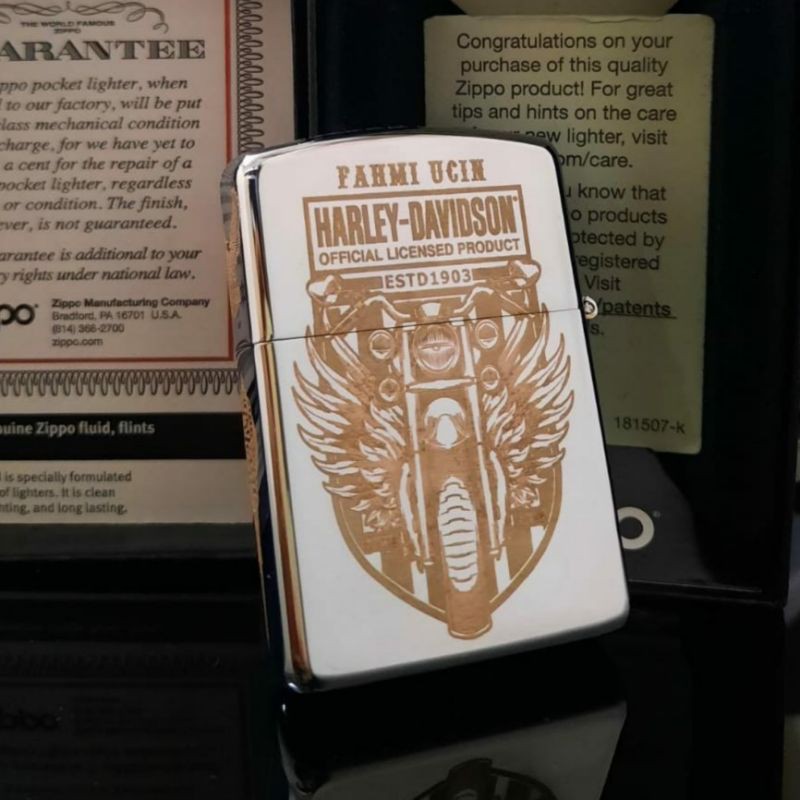 THE WORLD FAMOUS
ZIPPO
ARANTEE
ppo pocket lighter, when
to our factory, will be put
lass mechanical condition
charge, for we have yet to
a cent for the repair of a
pocket lighter, regardless
or condition. The finish,
ever, is not guaranteed.
arantee is additional to your
rights under national law.
Zippo Manufacturing Company
Bradford, PA 16701 U.S.A.
(814) 366-2700
zippo.com
uine Zippo fluid, flints
is specially formulated
of lighters. It is clean
hting, and long lasting.
Congratulations on your
purchase of this quality
Zippo product! For great
tips and hints on the care
new lighter, visit
om/care.
know that
products
otected by
registered
Visit
/patents
s.
181507-k
FAHMI UCIN
HARLEY-DAVIDSON
OFFICIAL LICENSED PRODUCT
ESTD1903